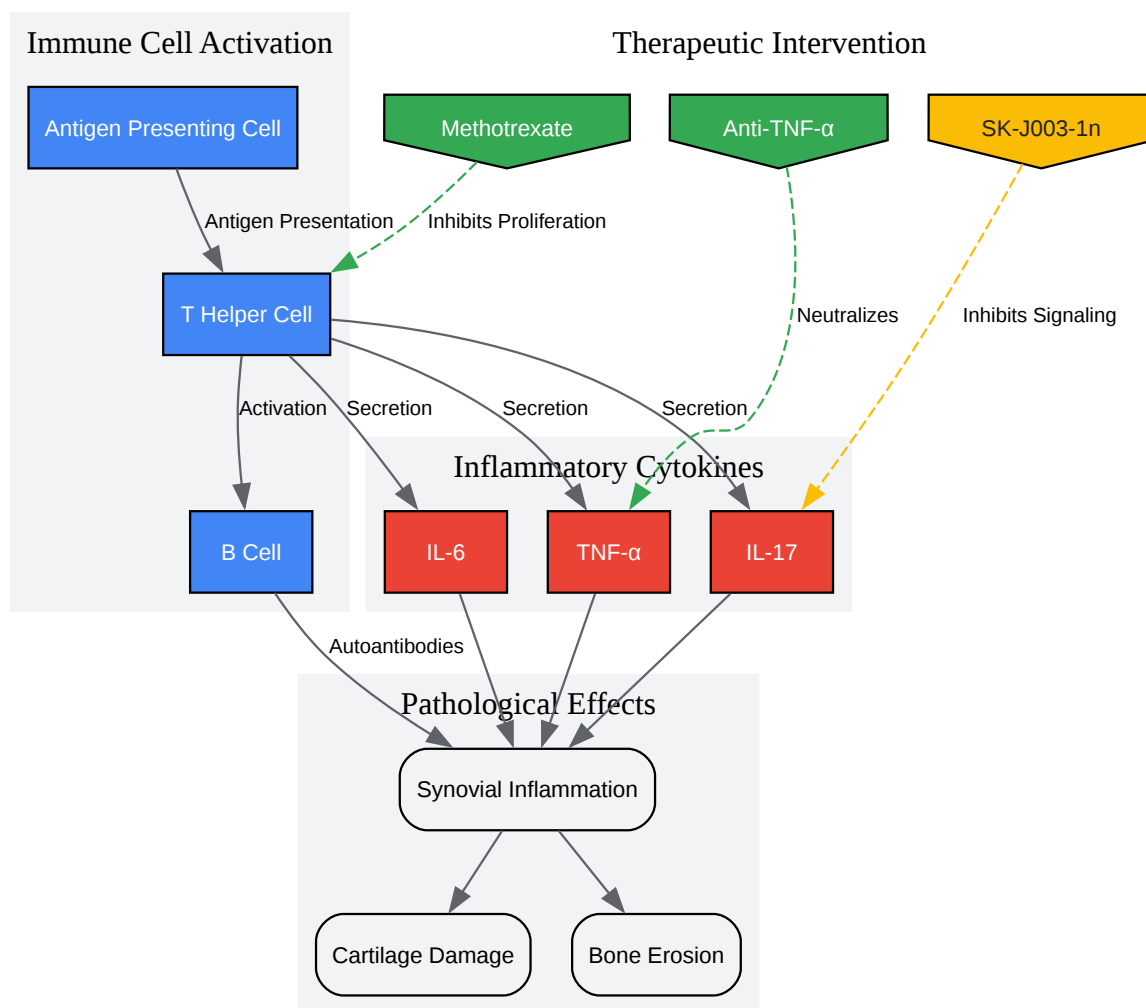 Immune Cell Activation
Therapeutic Intervention
Antigen Presenting Cell
Methotrexate
Anti-TNF-α
SK-J003-1n
Antigen Presentation
Inhibits Proliferation
T Helper Cell
Neutralizes
Inhibits Signaling
Activation
Secretion
Secretion
Secretion
Inflammatory Cytokines
B Cell
IL-6
TNF-α
IL-17
Autoantibodies
Pathological Effects
Synovial Inflammation
Cartilage Damage
Bone Erosion